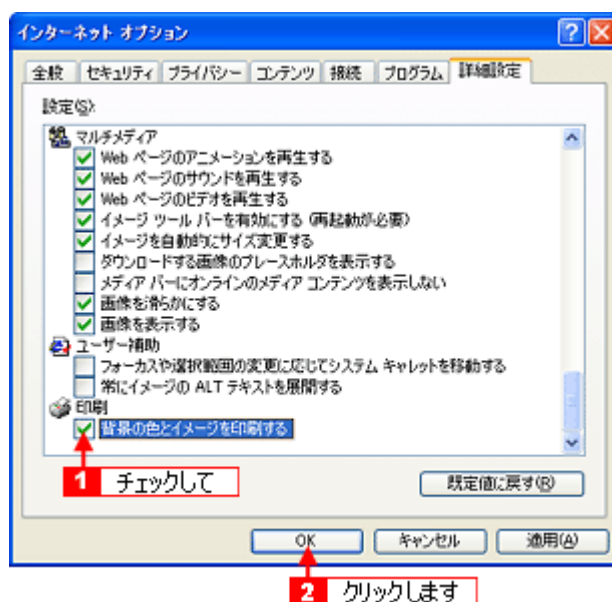 インターネット オプション
全般 セキュリティ プライバシー コンテンツ 接続 プログラム 詳細設定
設定(S):
マルチメディア
Web ページのアニメーションを再生する
Web ページのサウンドを再生する
Web ページのビデオを再生する
イメージ ツール バーを有効にする (再起動が必要)
イメージを自動的にサイズ変更する
ダウンロードする画像のプレースホルダを表示する
メディア バーにオンラインのメディア コンテンツを表示しない
画像を滑らかにする
画像を表示する
ユーザー補助
フォーカスや選択範囲の変更に応じてシステム キャレットを移動する
常にイメージの ALT テキストを展開する
印刷
背景の色とイメージを印刷する
1 チェックして
既定値に戻す(R)
OK キャンセル 適用(A)
2 クリックします